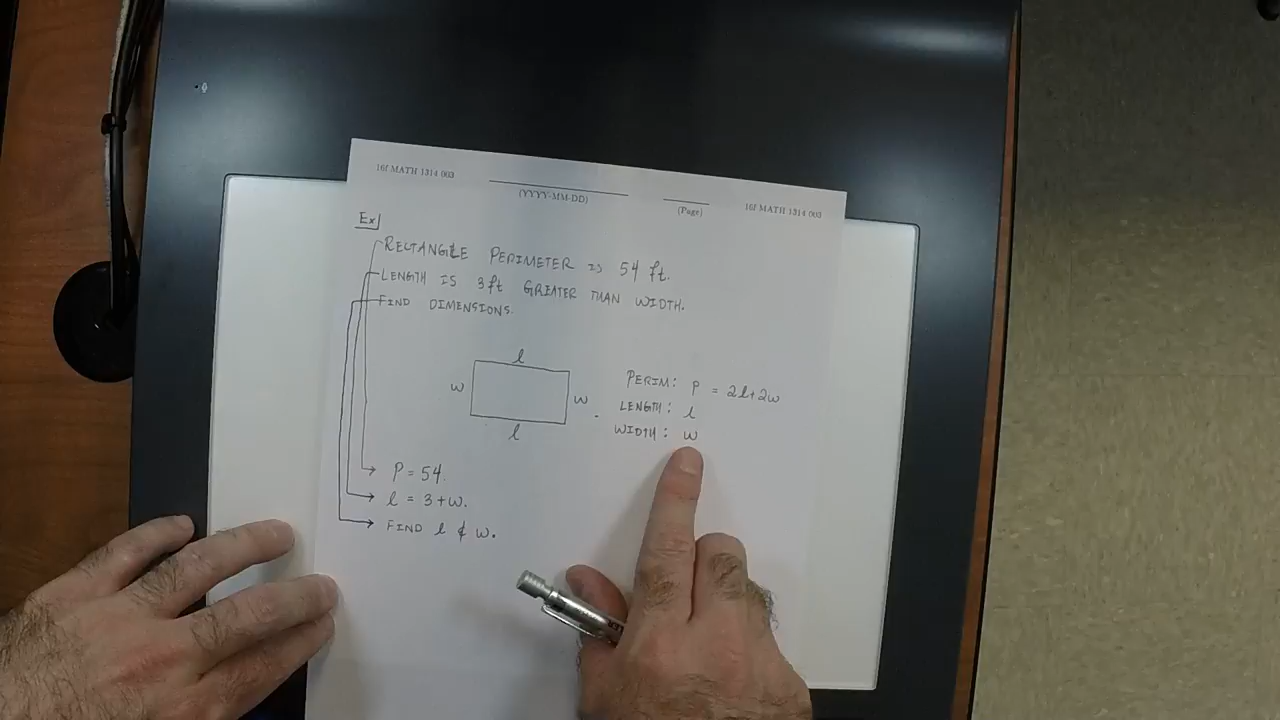 16f MATH 1314 003
(YYYY-MM-DD)
(Page)
16f MATH 1314 003
Ex
RECTANGLE PERIMETER IS 54 ft.
LENGTH IS 3ft GREATER THAN WIDTH.
FIND DIMENSIONS.
l
w
w
l
PERIM: P = 2l+2w
LENGTH: l
WIDTH: w
P = 54.
l = 3+w.
FIND l & w.